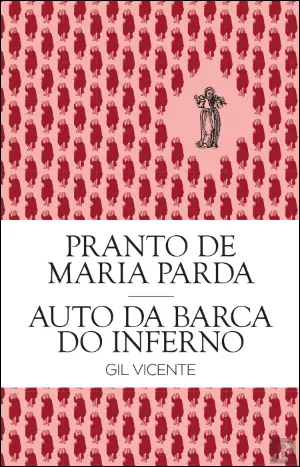 PRANTO DE
MARIA PARDA
AUTO DA BARCA
DO INFERNO
GIL VICENTE